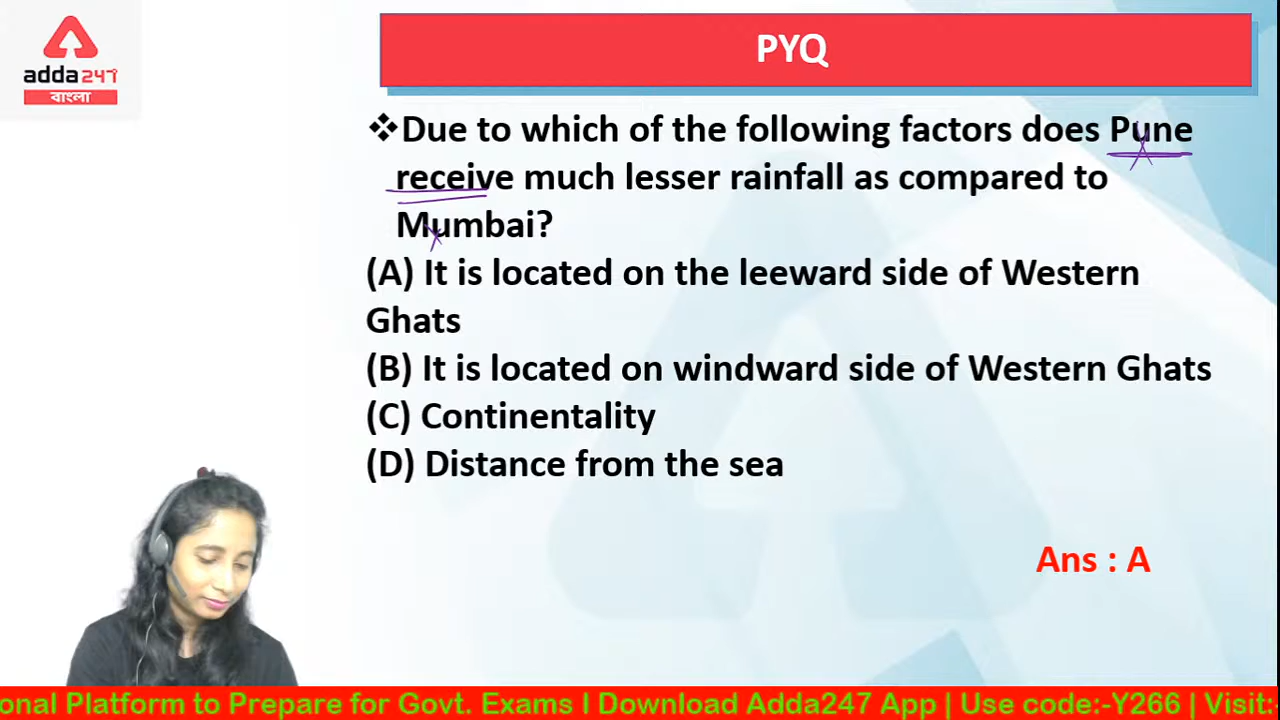 adda247
বাংলা
PYQ
❖Due to which of the following factors does Pune
receive much lesser rainfall as compared to
Mumbai?
(A) It is located on the leeward side of Western
Ghats
(B) It is located on windward side of Western Ghats
(C) Continentality
(D) Distance from the sea
Ans : A
onal Platform to Prepare for Govt. Exams I Download Adda247 App | Use code:-Y266 | Visit: